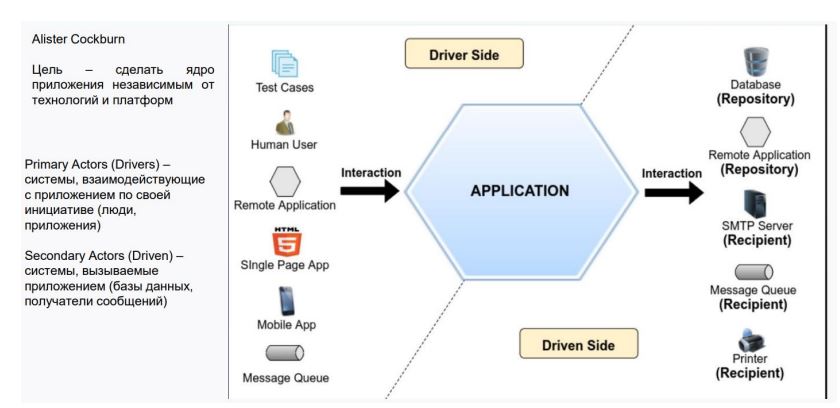 Alister Cockburn
Цель – сделать ядро
приложения независимым от
технологий и платформ
Primary Actors (Drivers) –
системы, взаимодействующие
с приложением по своей
инициативе (люди,
приложения)
Secondary Actors (Driven) –
системы, вызываемые
приложением (базы данных,
получатели сообщений)
Driver Side
Test Cases
Human User
Remote Application
HTML
5
SIngle Page App
Mobile App
Message Queue
Interaction
APPLICATION
Interaction
Driven Side
Database
(Repository)
Remote Application
(Repository)
SMTP Server
(Recipient)
Message Queue
(Recipient)
Printer
(Recipient)